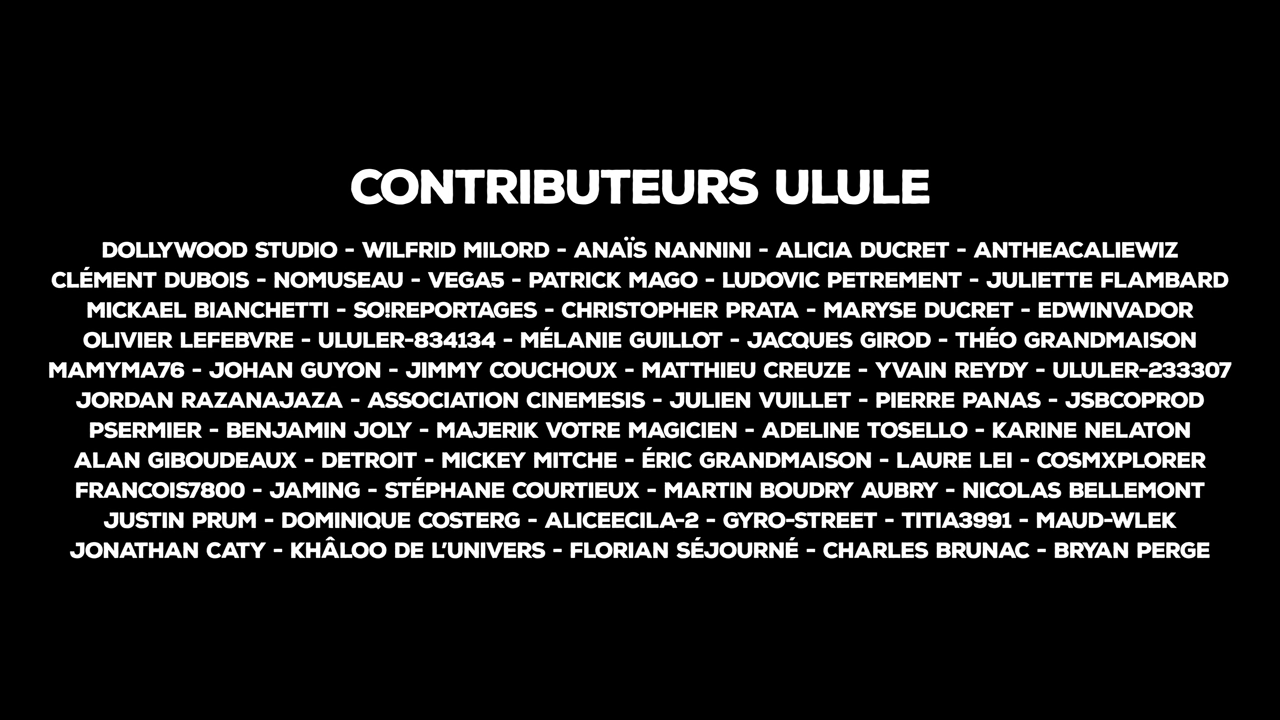 CONTRIBUTEURS ULULE
DOLLYWOOD STUDIO - WILFRID MILORD - ANAÏS NANNINI - ALICIA DUCRET - ANTHEACALIEWIZ
CLÉMENT DUBOIS - NOMUSEAU - VEGA5 - PATRICK MAGO - LUDOVIC PETREMENT - JULIETTE FLAMBARD
MICKAEL BIANCHETTI - SO!REPORTAGES - CHRISTOPHER PRATA - MARYSE DUCRET - EDWINVADOR
OLIVIER LEFEBVRE - ULULER-834134 - MÉLANIE GUILLOT - JACQUES GIROD - THÉO GRANDMAISON
MAMYMA76 - JOHAN GUYON - JIMMY COUCHOUX - MATTHIEU CREUZE - YVAIN REYDY - ULULER-233307
JORDAN RAZANAJAZA - ASSOCIATION CINEMESIS - JULIEN VUILLET - PIERRE PANAS - JSBCOPROD
PSERMIER - BENJAMIN JOLY - MAJERIK VOTRE MAGICIEN - ADELINE TOSELLO - KARINE NELATON
ALAN GIBOUDEAUX - DETROIT - MICKEY MITCHE - ÉRIC GRANDMAISON - LAURE LEI - COSMXPLORER
FRANCOIS7800 - JAMING - STÉPHANE COURTIEUX - MARTIN BOUDRY AUBRY - NICOLAS BELLEMONT
JUSTIN PRUM - DOMINIQUE COSTERG - ALICEECILA-2 - GYRO-STREET - TITIA3991 - MAUD-WLEK
JONATHAN CATY - KHÂLOO DE L'UNIVERS - FLORIAN SÉJOURNÉ - CHARLES BRUNAC - BRYAN PERGE